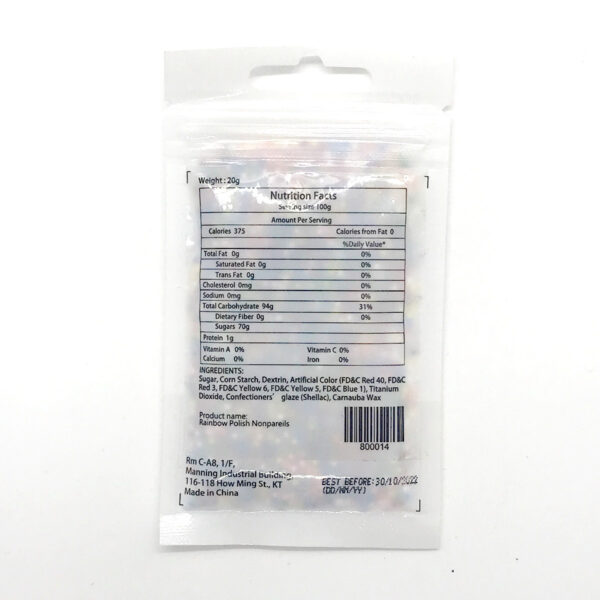 Weight : 20g
Nutrition Facts
Serving size 100g
Amount Per Serving
Calories 375 Calories from Fat 0
%Daily Value*
Total Fat 0g 0%
Saturated Fat 0g 0%
Trans Fat 0g 0%
Cholesterol 0mg 0%
Sodium 0mg 0%
Total Carbohydrate 94g 31%
Dietary Fiber 0g 0%
Sugars 70g
Protein 1g
Vitamin A 0% Vitamin C 0%
Calcium 0% Iron 0%
INGREDIENTS:
Sugar, Corn Starch, Dextrin, Artificial Color (FD&C Red 40, FD&C
Red 3, FD&C Yellow 6, FD&C Yellow 5, FD&C Blue 1), Titanium
Dioxide, Confectioners' glaze (Shellac), Carnauba Wax
Product name:
Rainbow Polish Nonpareils
800014
Rm C-A8, 1/F,
Manning Industrial Building
116-118 How Ming St., KT
Made in China
BEST BEFORE:30/10/2022
(DD/MM/YY)